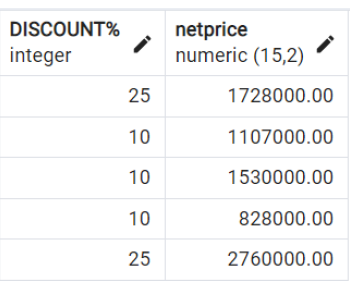 DISCOUNT% netprice
integer numeric (15,2)
25 1728000.00
10 1107000.00
10 1530000.00
10 828000.00
25 2760000.00